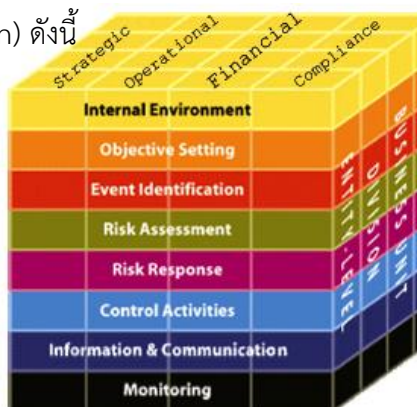 n) ดังนี้
Strategic
Operational
Financial
Compliance
Internal Environment
Objective Setting
Event Identification
Risk Assessment
Risk Response
Control Activities
Information & Communication
Monitoring
ENTITY-LEVEL
DIVISION
BUSINESS UNIT